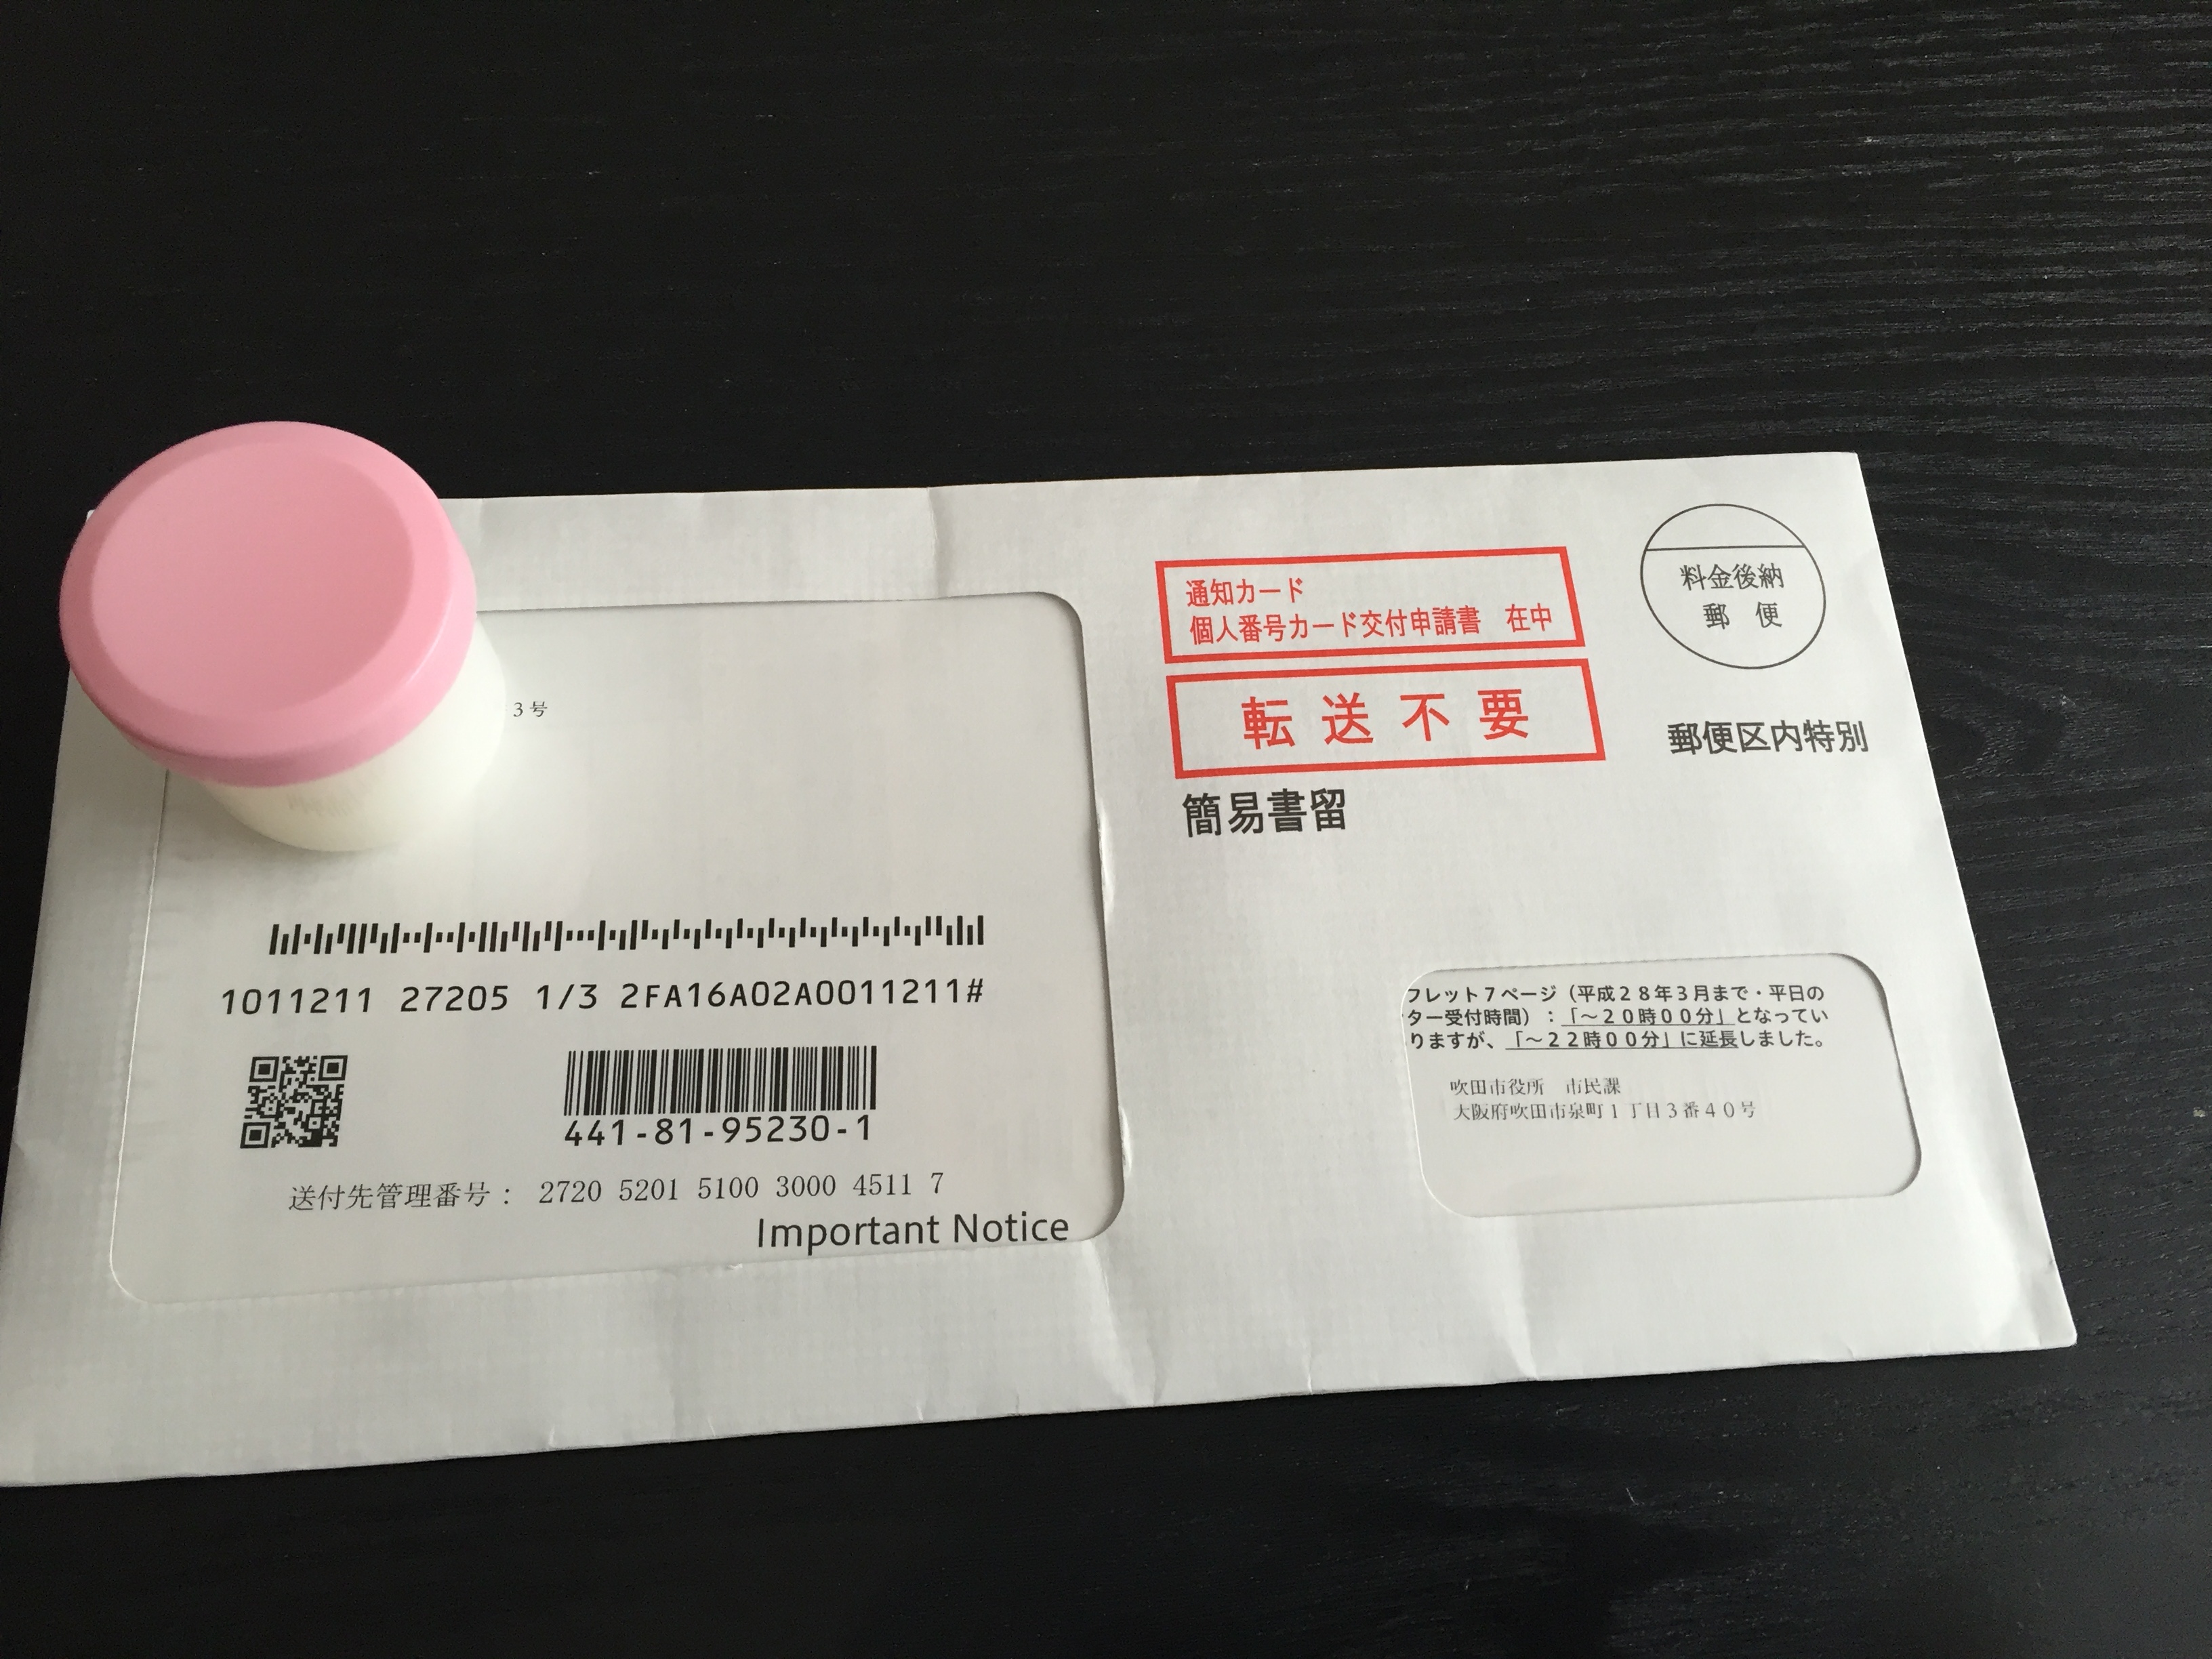 3号
1011211 27205 1/3 2FA16A02A0011211#
441-81-95230-1
送付先管理番号： 2720 5201 5100 3000 4511 7
Important Notice
通知カード
個人番号カード交付申請書　在中
転送不要
簡易書留
料金後納
郵　便
郵便区内特別
フレット７ページ（平成２８年３月まで・平日の
ター受付時間）：「～２０時００分」となってい
りますが、「～２２時００分」に延長しました。
吹田市役所　市民課
大阪府吹田市泉町１丁目３番４０号